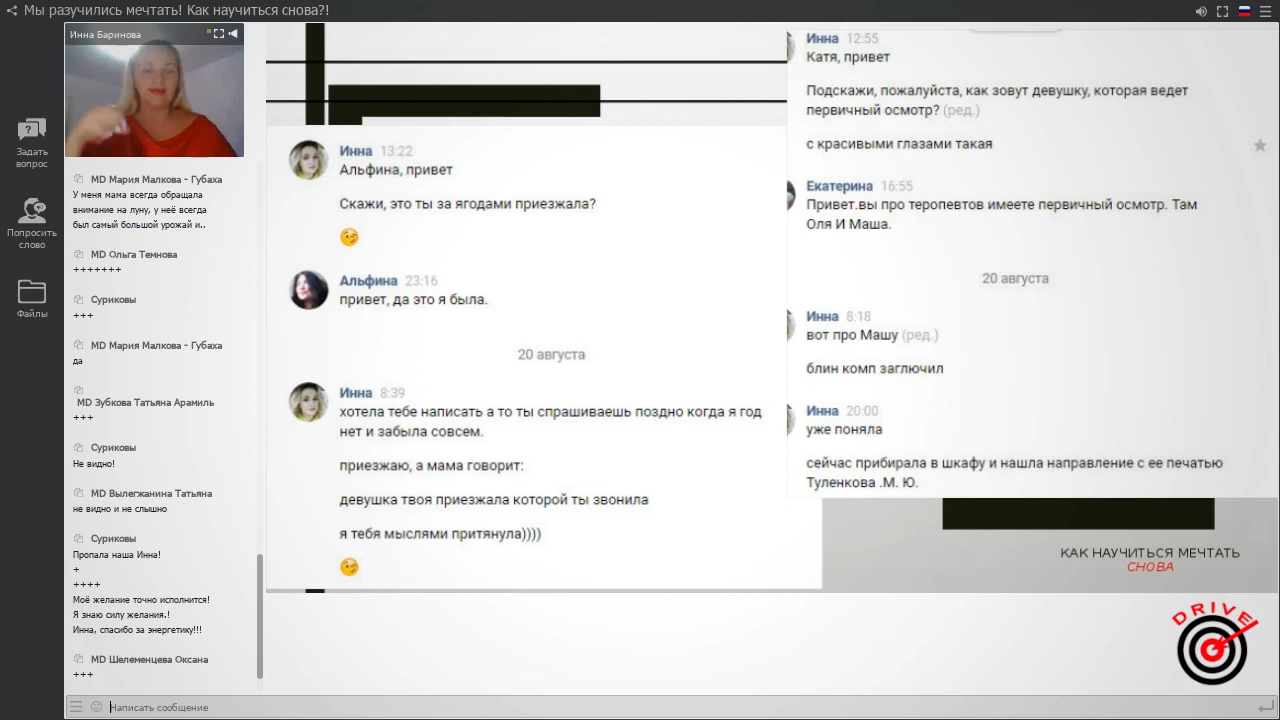 Мы разучились мечтать! Как научиться снова?!
Инна Баринова
Задать
вопрос
Попросить
слово
Файлы
MD Мария Малкова - Губаха
У меня мама всегда обращала
внимание на луну, у неё всегда
был самый большой урожай и..
MD Ольга Темнова
+++++++
Суриковы
+++
MD Мария Малкова - Губаха
да
MD Зубкова Татьяна Арамиль
+++
Суриковы
Не видно!
MD Вылегжанина Татьяна
не видно и не слышно
Суриковы
Пропала наша Инна!
+
++++
Моё желание точно исполнится!
Я знаю силу желания.!
Инна, спасибо за энергетику!!!
MD Шелеменцева Оксана
+++
Написать сообщение
Инна 13:22
Альфина, привет
Скажи, это ты за ягодами приезжала?
Альфина 23:16
привет, да это я была.
20 августа
Инна 8:39
хотела тебе написать а то ты спрашиваешь поздно когда я год
нет и забыла совсем.
приезжаю, а мама говорит:
девушка твоя приезжала которой ты звонила
я тебя мыслями притянула))))
Инна 12:55
Катя, привет
Подскажи, пожалуйста, как зовут девушку, которая ведет
первичный осмотр? (ред.)
с красивыми глазами такая
Екатерина 16:55
Привет.вы про теропевтов имеете первичный осмотр. Там
Оля И Маша.
20 августа
Инна 8:18
вот про Машу (ред.)
блин комп заглючил
Инна 20:00
уже поняла
сейчас прибирала в шкафу и нашла направление с ее печатью
Туленкова .М. Ю.
КАК НАУЧИТЬСЯ МЕЧТАТЬ
СНОВА
DRIVE